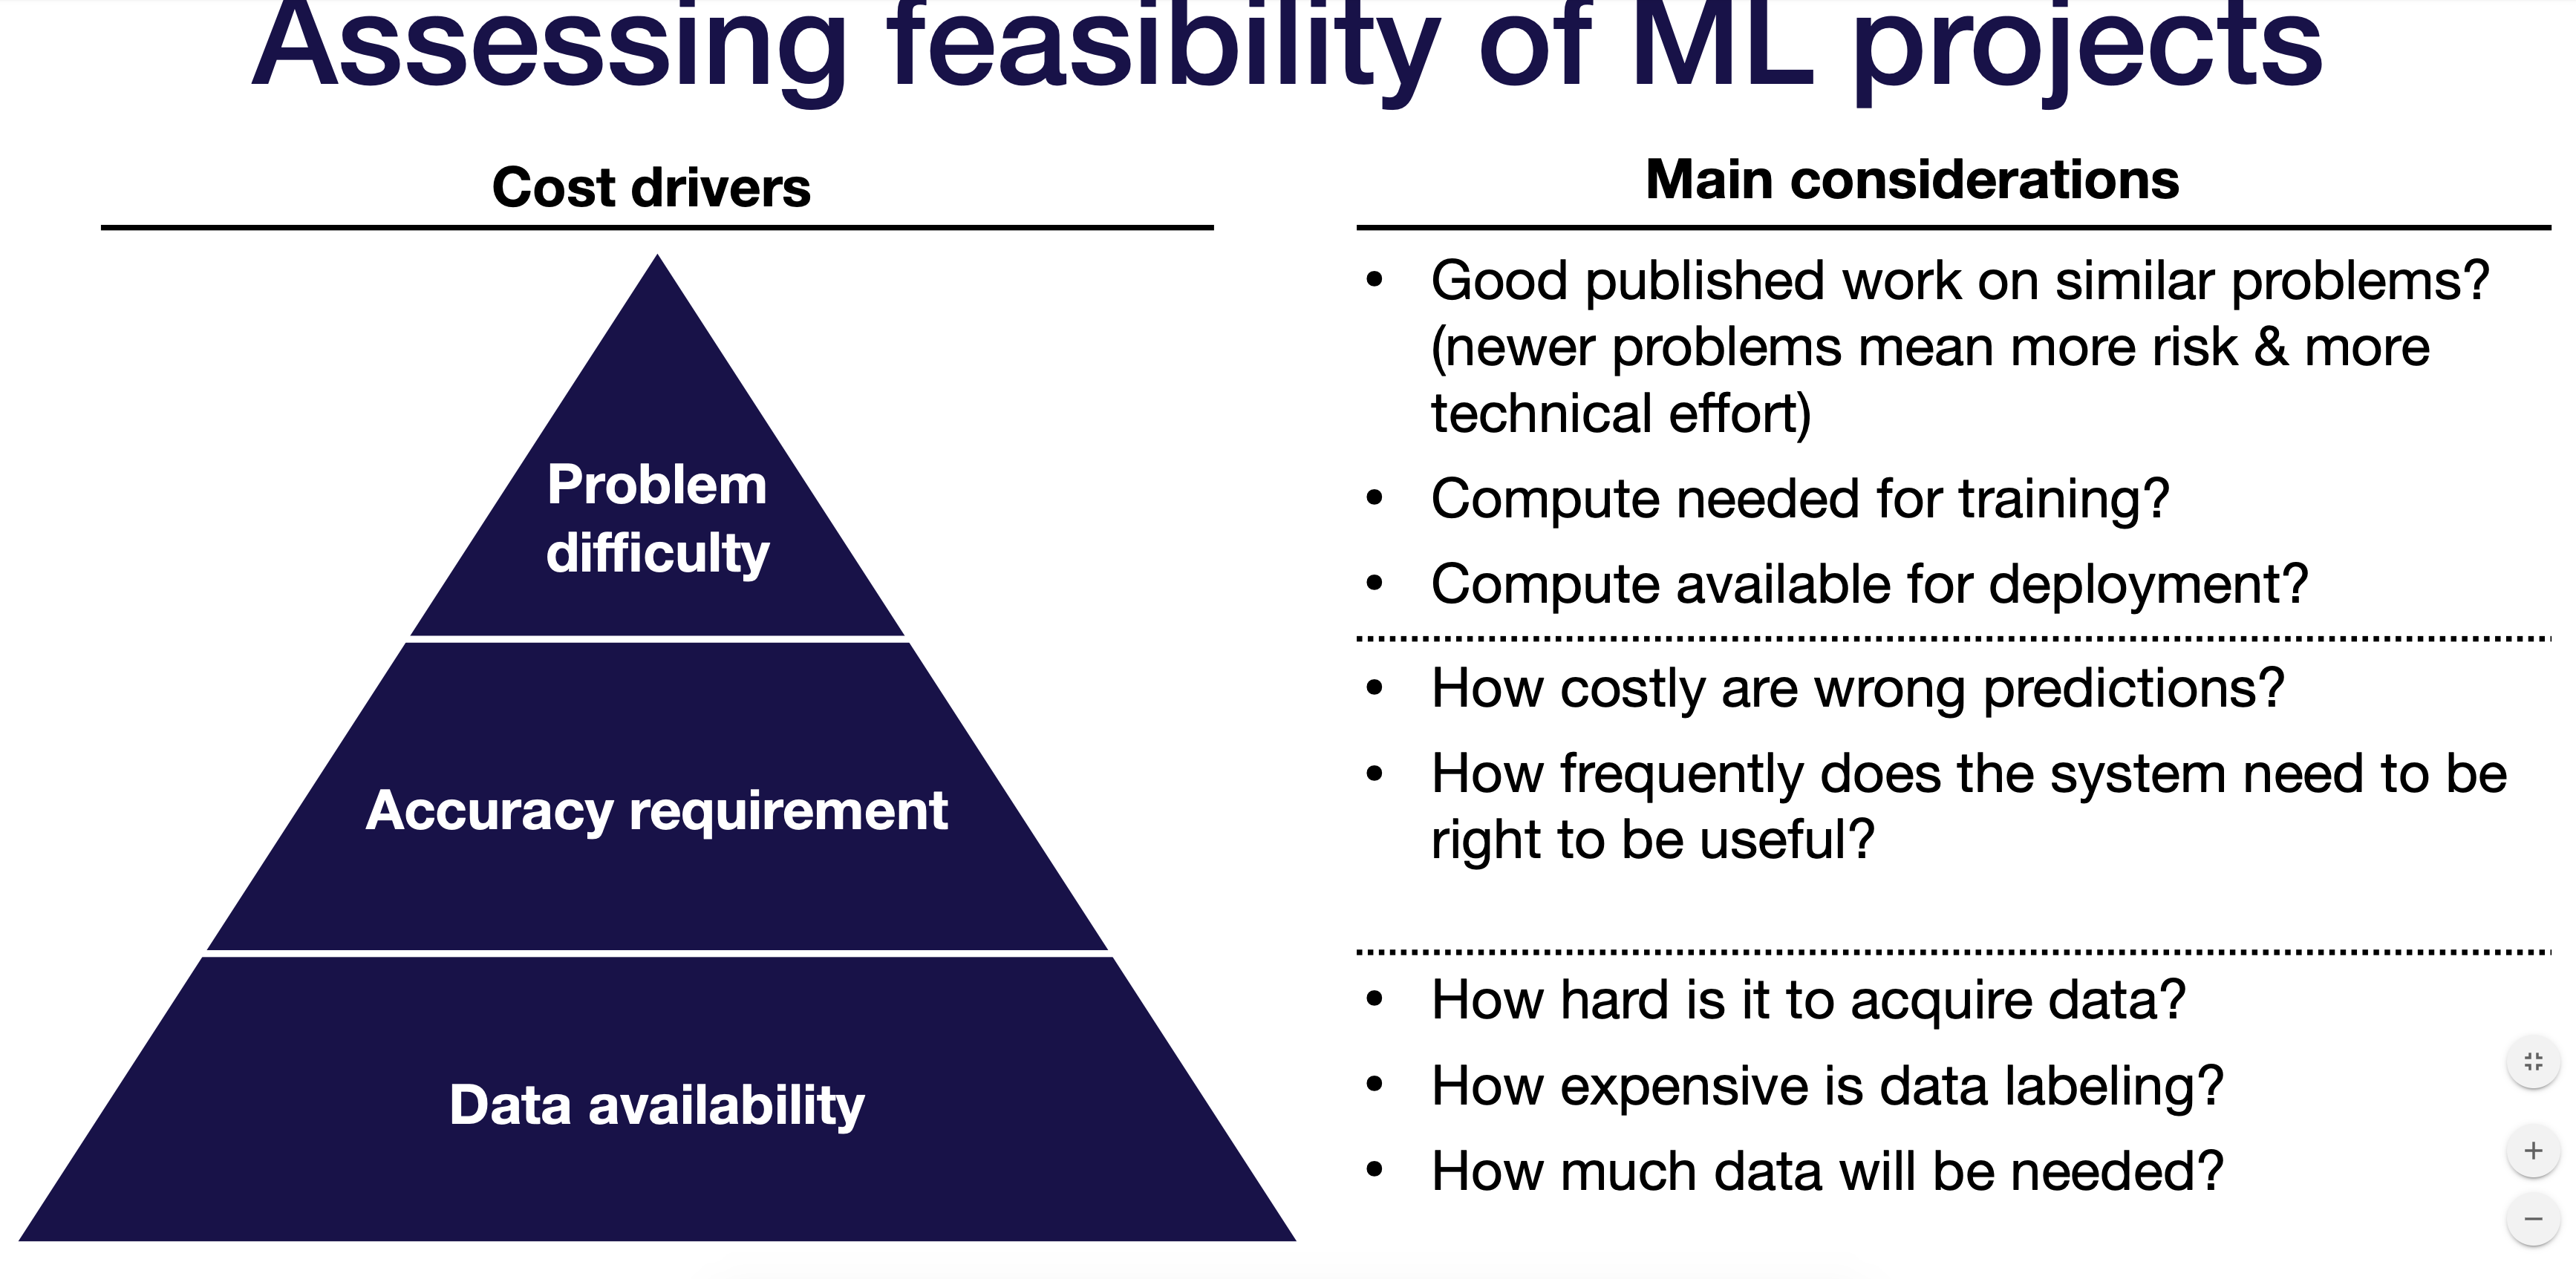 Assessing feasibility of ML projects
Cost drivers
Problem
difficulty
Accuracy requirement
Data availability
Main considerations
• Good published work on similar problems?
(newer problems mean more risk & more
technical effort)
• Compute needed for training?
• Compute available for deployment?
• How costly are wrong predictions?
• How frequently does the system need to be
right to be useful?
• How hard is it to acquire data?
• How expensive is data labeling?
• How much data will be needed?